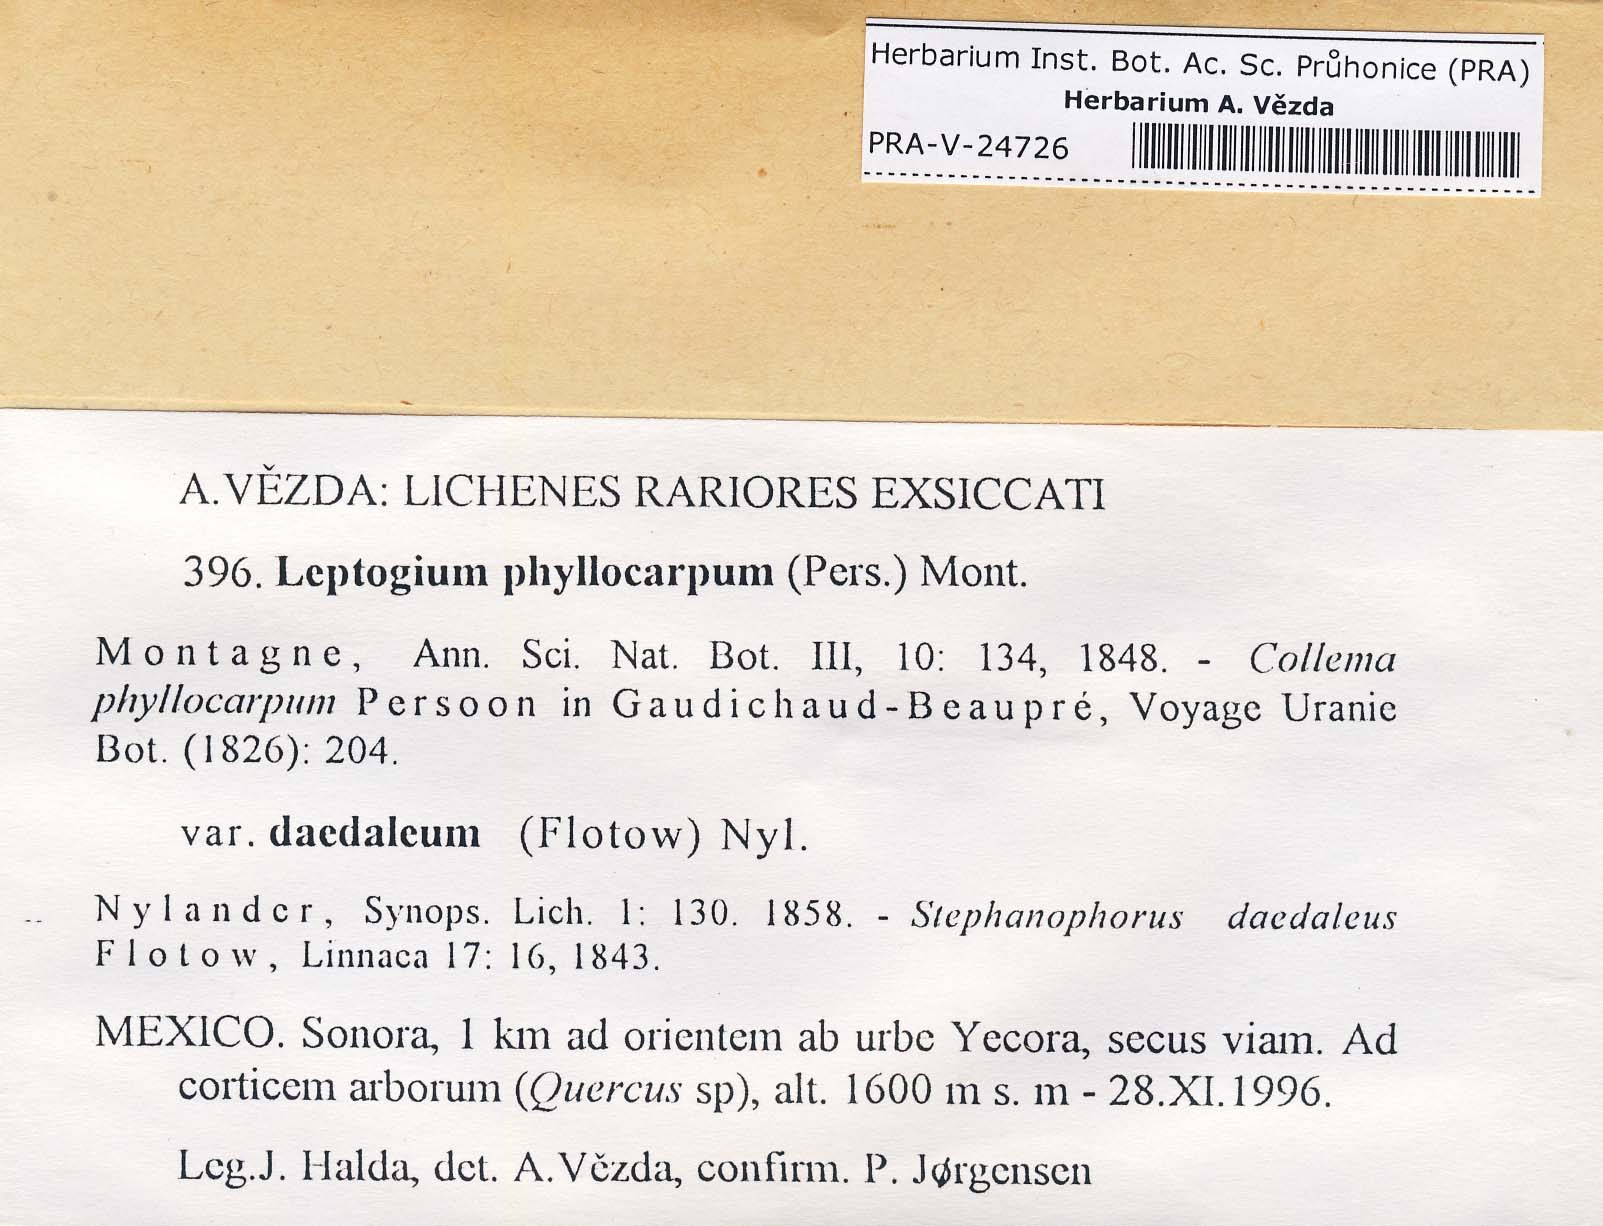 Herbarium Inst. Bot. Ac. Sc. Průhonice (PRA)
Herbarium A. Vězda
PRA-V-24726
A.VĚZDA: LICHENES RARIORES EXSICCATI
396. Leptogium phyllocarpum (Pers.) Mont.
Montagne, Ann. Sci. Nat. Bot. III, 10: 134, 1848. - Collema
phyllocarpum Persoon in Gaudichaud-Beaupré, Voyage Uranie
Bot. (1826): 204.
var. daedaleum (Flotow) Nyl.
Nylander, Synops. Lich. 1: 130. 1858. - Stephanophorus daedaleus
Flotow, Linnaea 17: 16, 1843.
MEXICO. Sonora, 1 km ad orientem ab urbe Yecora, secus viam. Ad
corticem arborum (Quercus sp), alt. 1600 m s. m - 28.XI.1996.
Leg.J. Halda, det. A.Vězda, confirm. P. Jørgensen